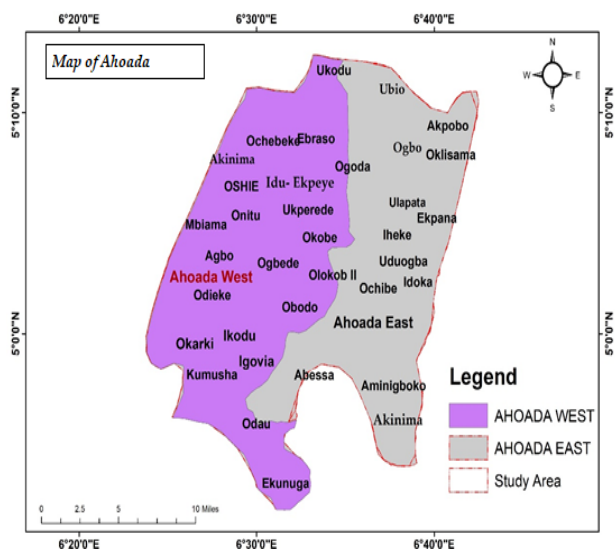 6°20'0"E 6°30'0"E 6°40'0"E
Map of Ahoada
N
W E
S
Ukodu
Ubio
5°10'0"N 5°10'0"N
Akpobo
Ochebeke Ebraso
Ogbo
Oklisama
Akinima
Ogoda
OSHIE Idu- Ekpeye
Ulapata
Ukperede
Onitu
Ekpana
Mbiama
Iheke
Okobe
Agbo
Ogbede
Uduogba
Ahoada West
Olokob II
Idoka
Ochibe
Odieke
Obodo
Ahoada East
5°0'0"N 5°0'0"N
Ikodu
Okarki
Igovia
Kumusha
Abessa
Aminigboko
Akinima
Odau
Ekunuga
Legend
AHOADA WEST
AHOADA EAST
Study Area
0 2.5 5 10 Miles
6°20'0"E 6°30'0"E 6°40'0"E